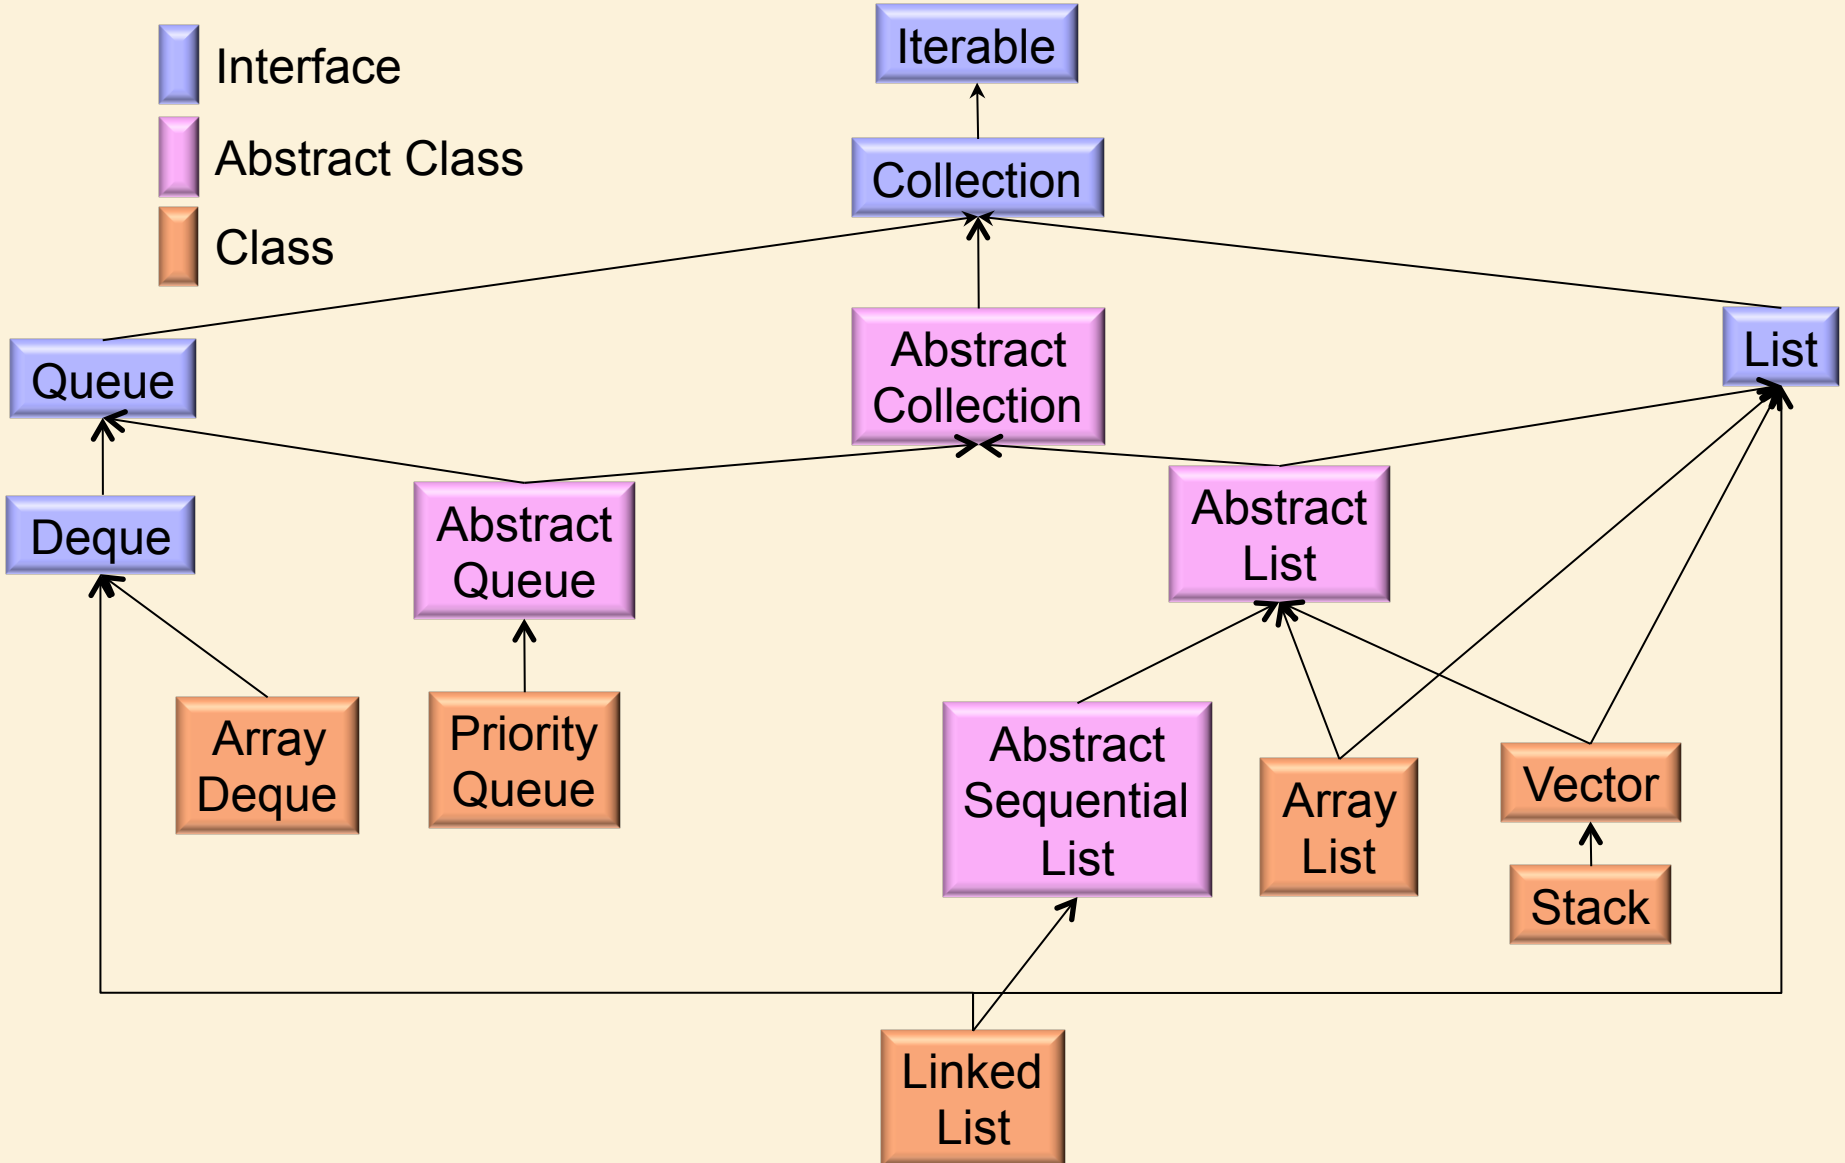 Interface
Abstract Class
Class
Iterable
Collection
Queue
Abstract
Collection
List
Deque
Abstract
Queue
Abstract
List
Array
Deque
Priority
Queue
Abstract
Sequential
List
Array
List
Vector
Stack
Linked
List